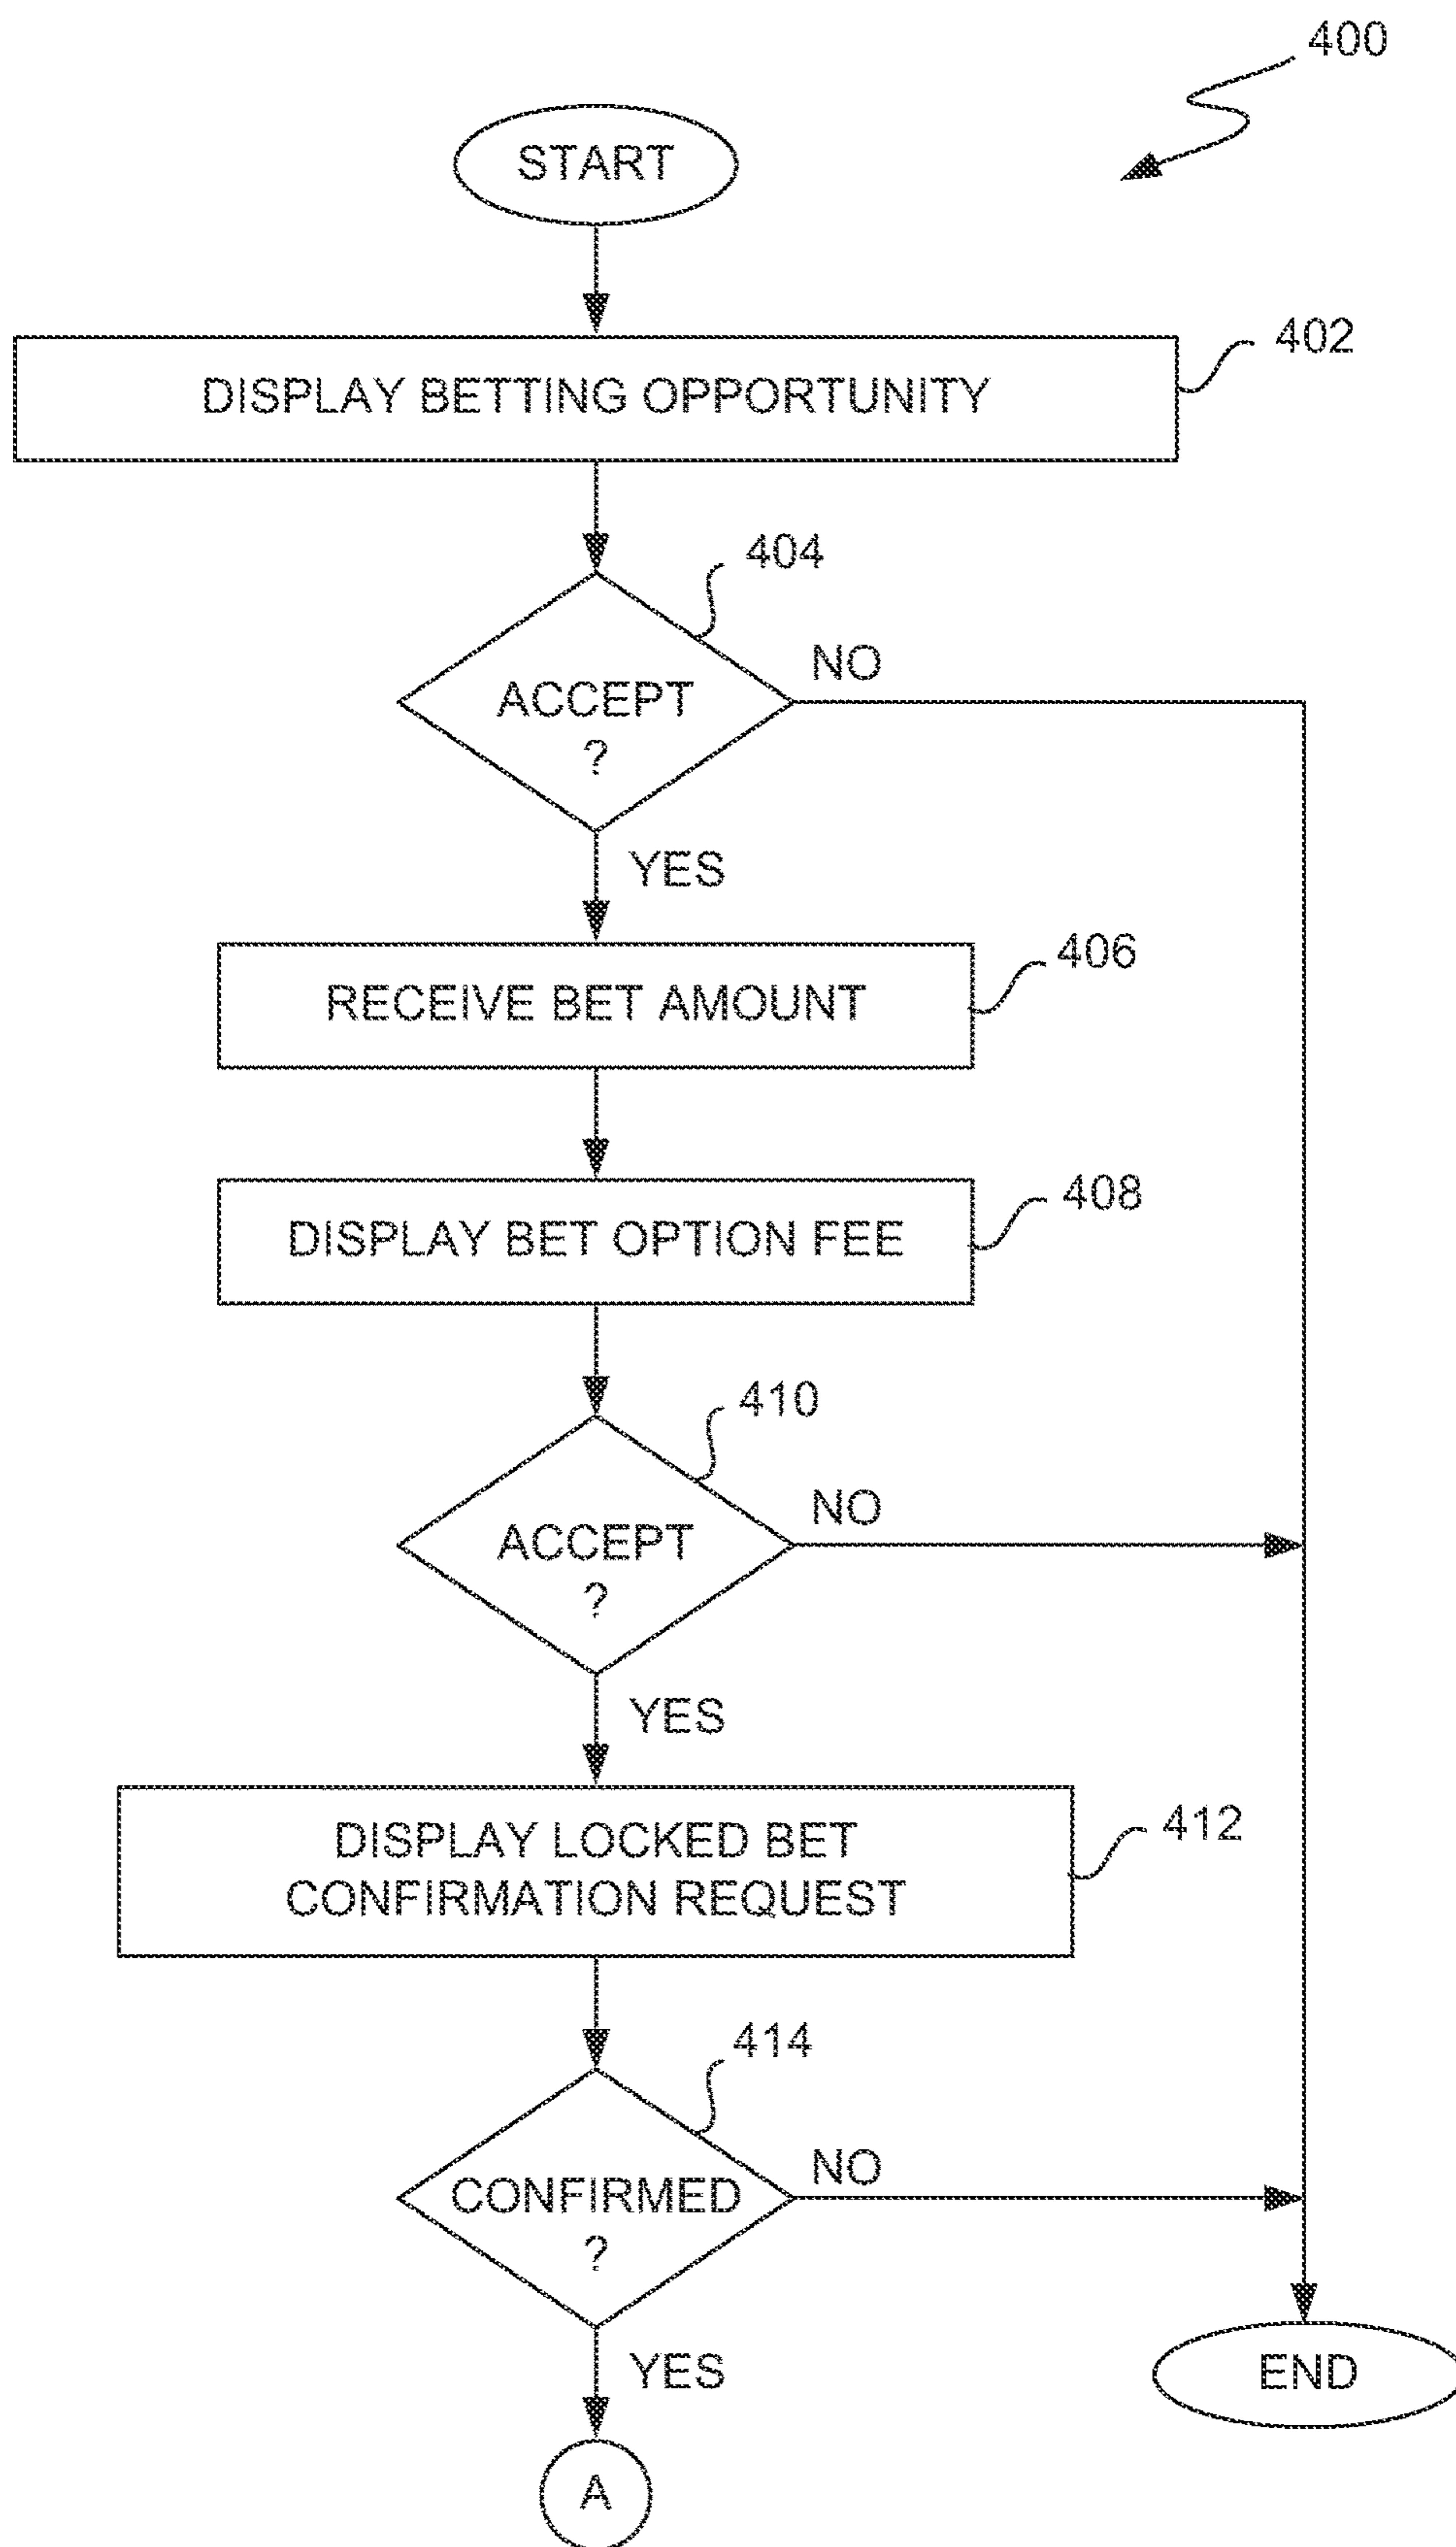 400
START
402
DISPLAY BETTING OPPORTUNITY
404
NO
ACCEPT
?
YES
406
RECEIVE BET AMOUNT
408
DISPLAY BET OPTION FEE
410
NO
ACCEPT
?
YES
412
DISPLAY LOCKED BET
CONFIRMATION REQUEST
414
NO
CONFIRMED
?
YES
END
A